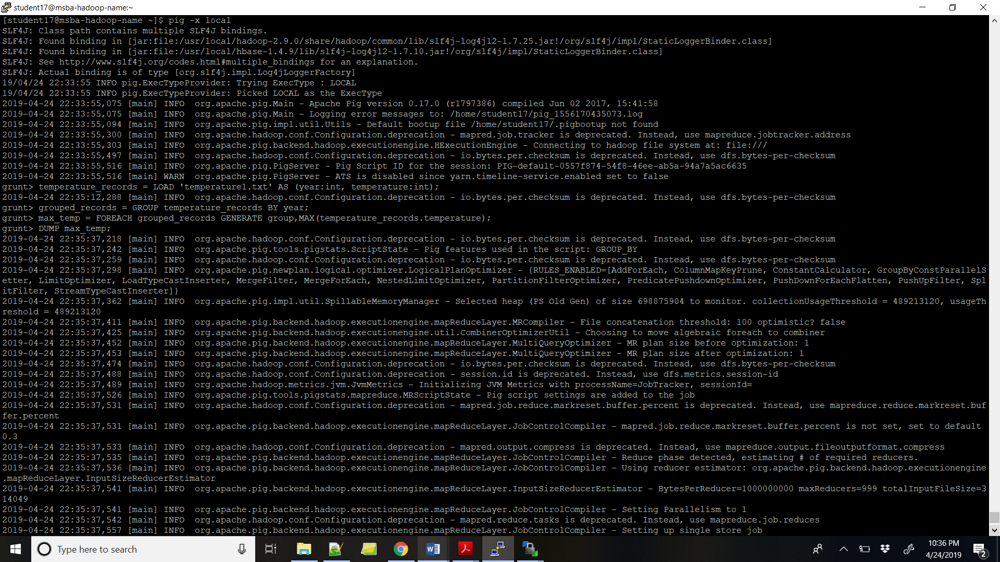 student17@msba-hadoop-name:~
[student17@msba-hadoop-name ~]$ pig -x local
SLF4J: Class path contains multiple SLF4J bindings.
SLF4J: Found binding in [jar:file:/usr/local/hadoop-2.9.0/share/hadoop/common/lib/slf4j-log4j12-1.7.25.jar!/org/slf4j/impl/StaticLoggerBinder.class]
SLF4J: Found binding in [jar:file:/usr/local/hbase-1.4.9/lib/slf4j-log4j12-1.7.10.jar!/org/slf4j/impl/StaticLoggerBinder.class]
SLF4J: See http://www.slf4j.org/codes.html#multiple_bindings for an explanation.
SLF4J: Actual binding is of type [org.slf4j.impl.Log4jLoggerFactory]
19/04/24 22:33:55 INFO pig.ExecTypeProvider: Trying ExecType : LOCAL
19/04/24 22:33:55 INFO pig.ExecTypeProvider: Picked LOCAL as the ExecType
2019-04-24 22:33:55,075 [main] INFO  org.apache.pig.Main - Apache Pig version 0.17.0 (r1797386) compiled Jun 02 2017, 15:41:58
2019-04-24 22:33:55,075 [main] INFO  org.apache.pig.Main - Logging error messages to: /home/student17/pig_1556170435073.log
2019-04-24 22:33:55,094 [main] INFO  org.apache.pig.impl.util.Utils - Default bootup file /home/student17/.pigbootup not found
2019-04-24 22:33:55,300 [main] INFO  org.apache.hadoop.conf.Configuration.deprecation - mapred.job.tracker is deprecated. Instead, use mapreduce.jobtracker.address
2019-04-24 22:33:55,303 [main] INFO  org.apache.pig.backend.hadoop.executionengine.HExecutionEngine - Connecting to hadoop file system at: file:///
2019-04-24 22:33:55,497 [main] INFO  org.apache.hadoop.conf.Configuration.deprecation - io.bytes.per.checksum is deprecated. Instead, use dfs.bytes-per-checksum
2019-04-24 22:33:55,516 [main] INFO  org.apache.pig.PigServer - Pig Script ID for the session: PIG-default-0557f874-54f8-46ee-ab5a-94a7a5ac6635
2019-04-24 22:33:55,516 [main] WARN  org.apache.pig.PigServer - ATS is disabled since yarn.timeline-service.enabled set to false
grunt> temperature_records = LOAD 'temperature1.txt' AS (year:int, temperature:int);
2019-04-24 22:35:12,288 [main] INFO  org.apache.hadoop.conf.Configuration.deprecation - io.bytes.per.checksum is deprecated. Instead, use dfs.bytes-per-checksum
grunt> grouped_records = GROUP temperature_records BY year;
grunt> max_temp = FOREACH grouped_records GENERATE group,MAX(temperature_records.temperature);
grunt> DUMP max_temp;
2019-04-24 22:35:37,218 [main] INFO  org.apache.hadoop.conf.Configuration.deprecation - io.bytes.per.checksum is deprecated. Instead, use dfs.bytes-per-checksum
2019-04-24 22:35:37,242 [main] INFO  org.apache.pig.tools.pigstats.ScriptState - Pig features used in the script: GROUP_BY
2019-04-24 22:35:37,259 [main] INFO  org.apache.hadoop.conf.Configuration.deprecation - io.bytes.per.checksum is deprecated. Instead, use dfs.bytes-per-checksum
2019-04-24 22:35:37,298 [main] INFO  org.apache.pig.newplan.logical.optimizer.LogicalPlanOptimizer - {RULES_ENABLED=[AddForEach, ColumnMapKeyPrune, ConstantCalculator, GroupByConstParallelS
etter, LimitOptimizer, LoadTypeCastInserter, MergeFilter, MergeForEach, NestedLimitOptimizer, PartitionFilterOptimizer, PredicatePushdownOptimizer, PushDownForEachFlatten, PushUpFilter, Spl
itFilter, StreamTypeCastInserter]}
2019-04-24 22:35:37,362 [main] INFO  org.apache.pig.impl.util.SpillableMemoryManager - Selected heap (PS Old Gen) of size 698875904 to monitor. collectionUsageThreshold = 489213120, usageTh
reshold = 489213120
2019-04-24 22:35:37,411 [main] INFO  org.apache.pig.backend.hadoop.executionengine.mapReduceLayer.MRCompiler - File concatenation threshold: 100 optimistic? false
2019-04-24 22:35:37,425 [main] INFO  org.apache.pig.backend.hadoop.executionengine.util.CombinerOptimizerUtil - Choosing to move algebraic foreach to combiner
2019-04-24 22:35:37,452 [main] INFO  org.apache.pig.backend.hadoop.executionengine.mapReduceLayer.MultiQueryOptimizer - MR plan size before optimization: 1
2019-04-24 22:35:37,453 [main] INFO  org.apache.pig.backend.hadoop.executionengine.mapReduceLayer.MultiQueryOptimizer - MR plan size after optimization: 1
2019-04-24 22:35:37,474 [main] INFO  org.apache.hadoop.conf.Configuration.deprecation - io.bytes.per.checksum is deprecated. Instead, use dfs.bytes-per-checksum
2019-04-24 22:35:37,488 [main] INFO  org.apache.hadoop.conf.Configuration.deprecation - session.id is deprecated. Instead, use dfs.metrics.session-id
2019-04-24 22:35:37,489 [main] INFO  org.apache.hadoop.metrics.jvm.JvmMetrics - Initializing JVM Metrics with processName=JobTracker, sessionId=
2019-04-24 22:35:37,526 [main] INFO  org.apache.pig.tools.pigstats.mapreduce.MRScriptState - Pig script settings are added to the job
2019-04-24 22:35:37,531 [main] INFO  org.apache.hadoop.conf.Configuration.deprecation - mapred.job.reduce.markreset.buffer.percent is deprecated. Instead, use mapreduce.reduce.markreset.buf
fer.percent
2019-04-24 22:35:37,531 [main] INFO  org.apache.pig.backend.hadoop.executionengine.mapReduceLayer.JobControlCompiler - mapred.job.reduce.markreset.buffer.percent is not set, set to default
0.3
2019-04-24 22:35:37,533 [main] INFO  org.apache.hadoop.conf.Configuration.deprecation - mapred.output.compress is deprecated. Instead, use mapreduce.output.fileoutputformat.compress
2019-04-24 22:35:37,535 [main] INFO  org.apache.pig.backend.hadoop.executionengine.mapReduceLayer.JobControlCompiler - Reduce phase detected, estimating # of required reducers.
2019-04-24 22:35:37,536 [main] INFO  org.apache.pig.backend.hadoop.executionengine.mapReduceLayer.JobControlCompiler - Using reducer estimator: org.apache.pig.backend.hadoop.executionengine
.mapReduceLayer.InputSizeReducerEstimator
2019-04-24 22:35:37,541 [main] INFO  org.apache.pig.backend.hadoop.executionengine.mapReduceLayer.InputSizeReducerEstimator - BytesPerReducer=1000000000 maxReducers=999 totalInputFileSize=3
14049
2019-04-24 22:35:37,541 [main] INFO  org.apache.pig.backend.hadoop.executionengine.mapReduceLayer.JobControlCompiler - Setting Parallelism to 1
2019-04-24 22:35:37,542 [main] INFO  org.apache.hadoop.conf.Configuration.deprecation - mapred.reduce.tasks is deprecated. Instead, use mapreduce.job.reduces
2019-04-24 22:35:37,557 [main] INFO  org.apache.pig.backend.hadoop.executionengine.mapReduceLayer.JobControlCompiler - Setting up single store job
Type here to search
10:36 PM
4/24/2019
2